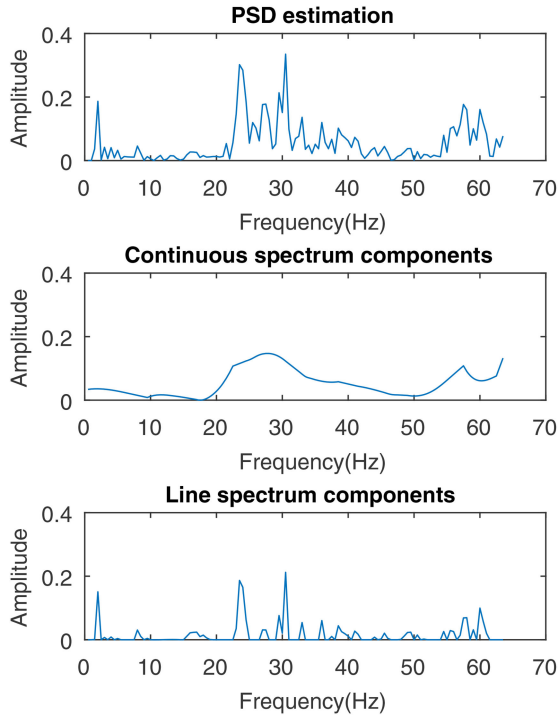 PSD estimation
0.4
0.2
0
Amplitude
0 10 20 30 40 50 60 70
Frequency(Hz)
Continuous spectrum components
0.4
0.2
0
Amplitude
0 10 20 30 40 50 60 70
Frequency(Hz)
Line spectrum components
0.4
0.2
0
Amplitude
0 10 20 30 40 50 60 70
Frequency(Hz)